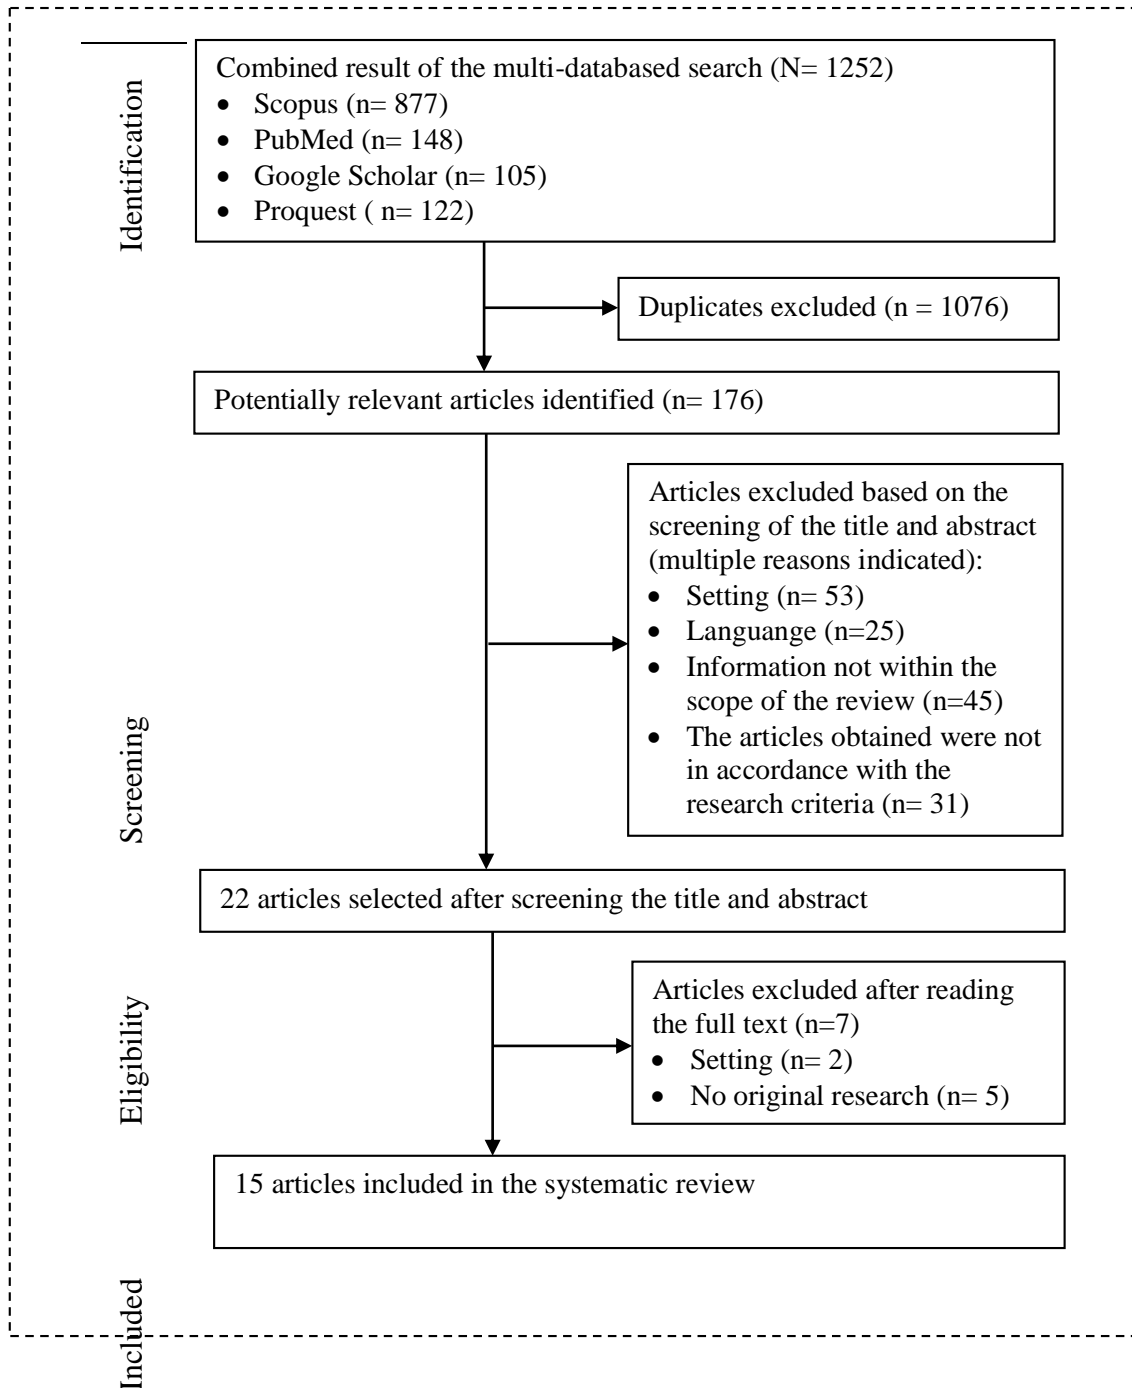 Identification
Combined result of the multi-databased search (N= 1252)
• Scopus (n= 877)
• PubMed (n= 148)
• Google Scholar (n= 105)
• Proquest ( n= 122)
Duplicates excluded (n = 1076)
Potentially relevant articles identified (n= 176)
Screening
Articles excluded based on the
screening of the title and abstract
(multiple reasons indicated):
• Setting (n= 53)
• Languange (n=25)
• Information not within the
scope of the review (n=45)
• The articles obtained were not
in accordance with the
research criteria (n= 31)
22 articles selected after screening the title and abstract
Eligibility
Articles excluded after reading
the full text (n=7)
• Setting (n= 2)
• No original research (n= 5)
15 articles included in the systematic review
Included